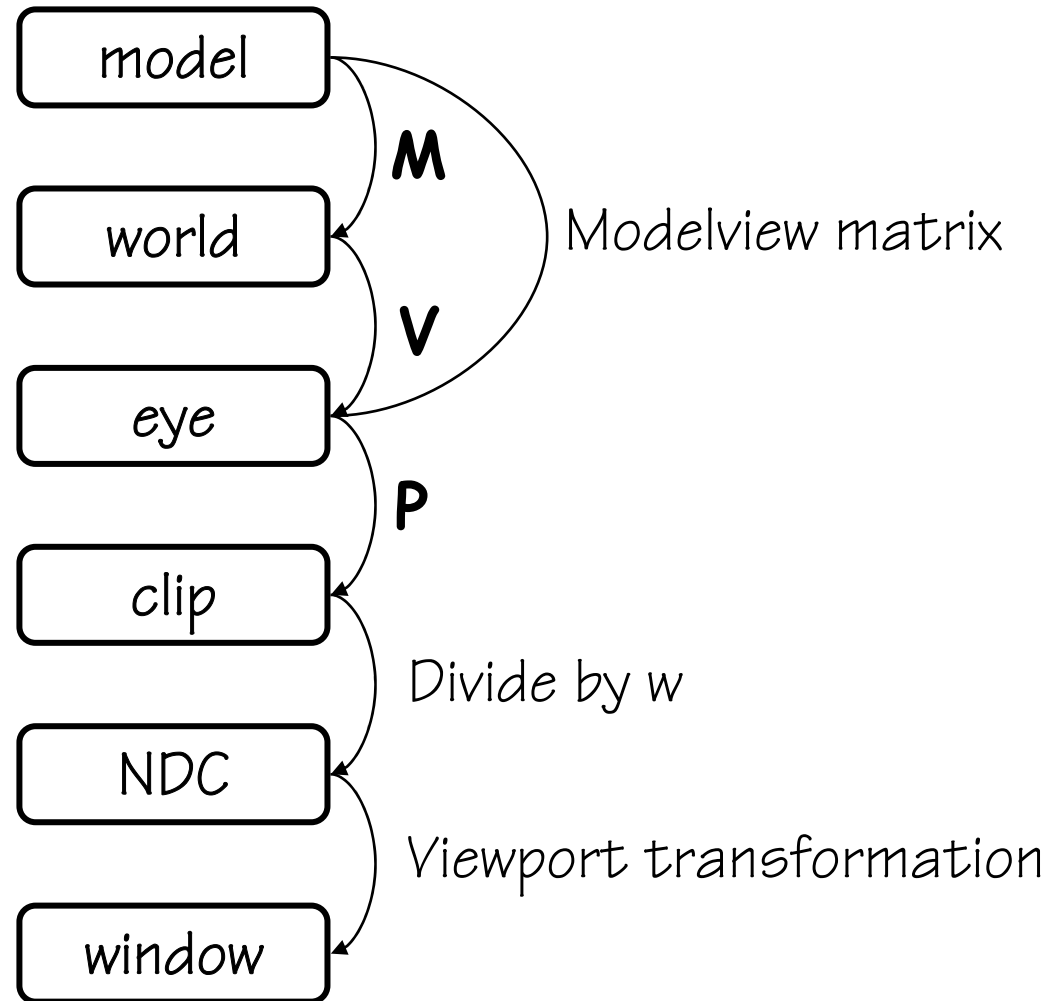 model
M
world
Modelview matrix
V
eye
P
clip
Divide by w
NDC
Viewport transformation
window